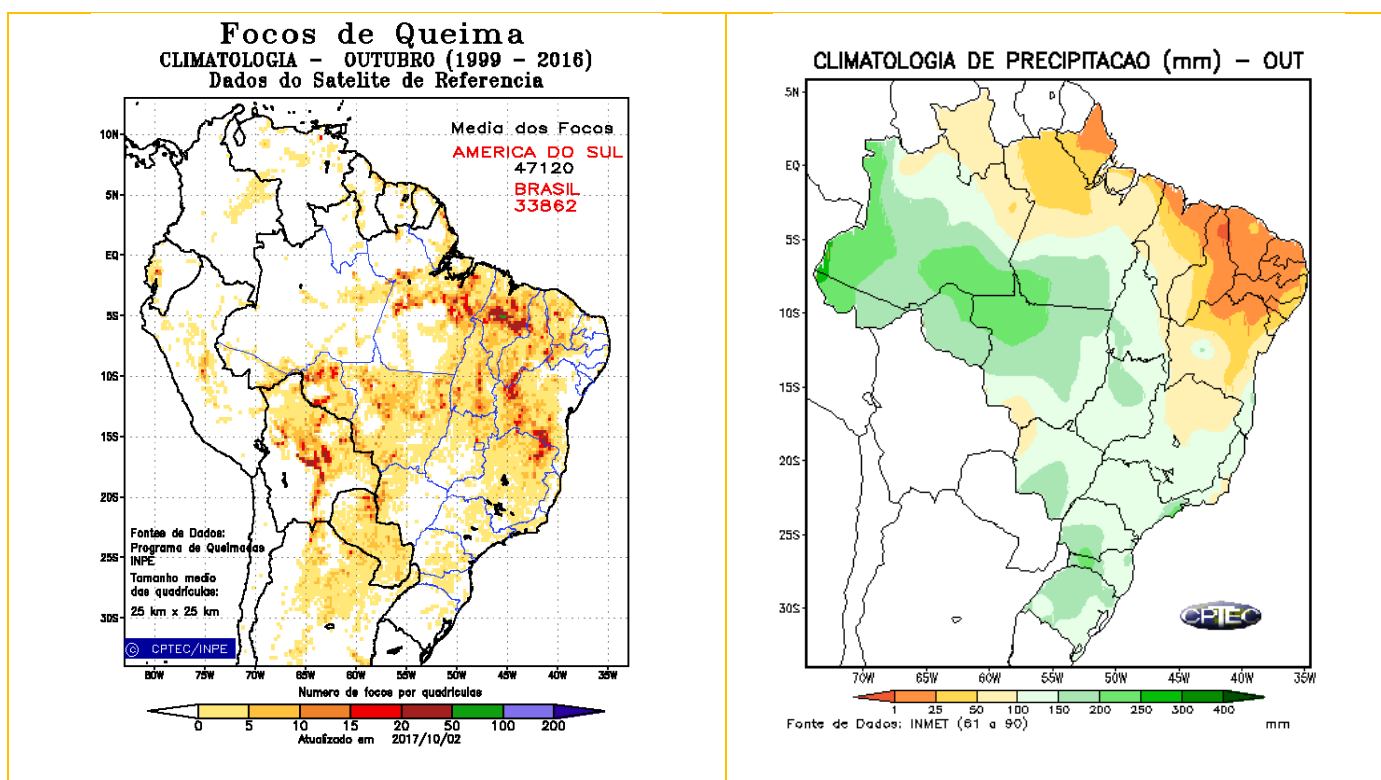 Focos de Queima
CLIMATOLOGIA - OUTUBRO (1999 - 2016)
Dados do Satelite de Referencia
Media dos Focos
AMERICA DO SUL
47120
BRASIL
33862
10N
5N
EQ
5S
10S
15S
20S
25S
30S
Fontes de Dados:
Programa de Queimadas
INPE
Tamanho medio
das quadrículas:
25 km x 25 km
© CPTEC/INPE
80W 75W 70W 65W 60W 55W 50W 45W 40W 35W
Numero de focos por quadrículas
0 5 10 15 20 50 100 200
Atualizado em 2017/10/02
CLIMATOLOGIA DE PRECIPITACAO (mm) - OUT
5N
EQ
5S
10S
15S
20S
25S
30S
CPTEC
70W 65W 60W 55W 50W 45W 40W 35W
1 25 50 100 150 200 250 300 400
Fonte de Dados: INMET (61 a 90)
mm